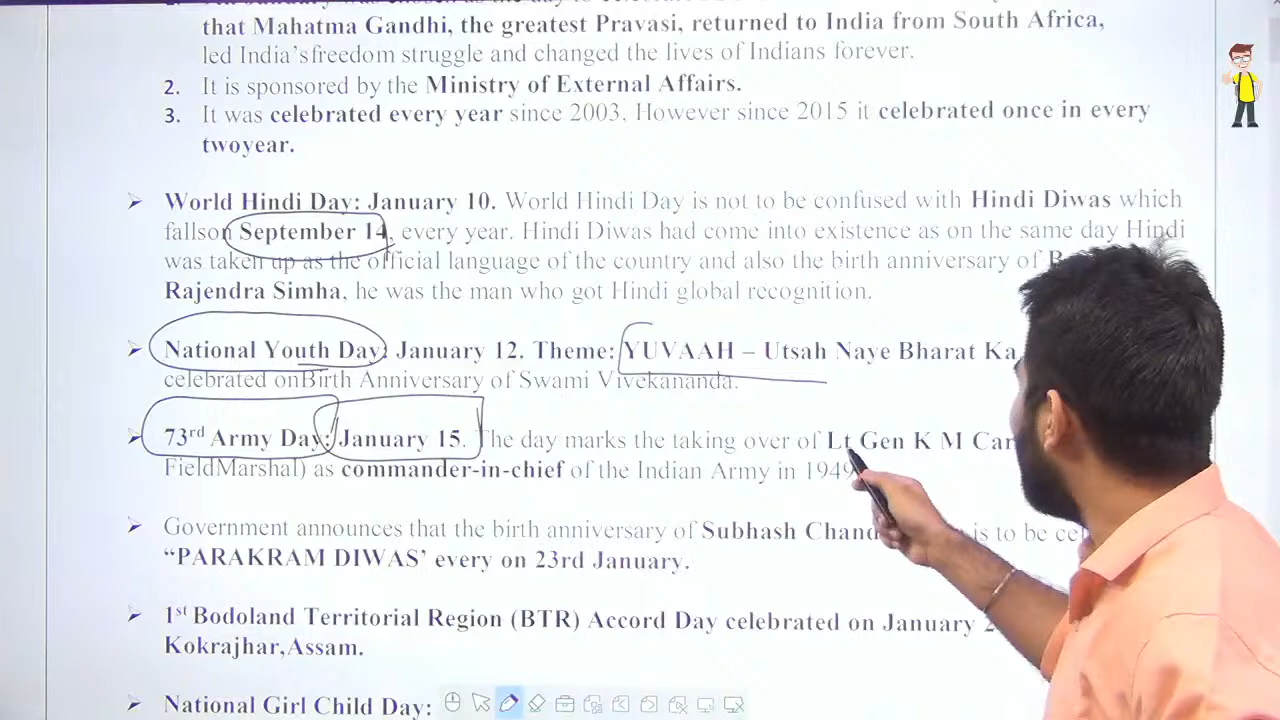 that Mahatma Gandhi, the greatest Pravasi, returned to India from South Africa,
led India'sfreedom struggle and changed the lives of Indians forever.
2. It is sponsored by the Ministry of External Affairs.
3. It was celebrated every year since 2003. However since 2015 it celebrated once in every
twoyear.
➢ World Hindi Day: January 10. World Hindi Day is not to be confused with Hindi Diwas which
fallson September 14, every year. Hindi Diwas had come into existence as on the same day Hindi
was taken up as the official language of the country and also the birth anniversary of
Rajendra Simha, he was the man who got Hindi global recognition.
➢ National Youth Day: January 12. Theme: YUVAAH – Utsah Naye Bharat Ka
celebrated onBirth Anniversary of Swami Vivekananda.
➢ 73rd Army Day: January 15. The day marks the taking over of Lt Gen K M
FieldMarshal) as commander-in-chief of the Indian Army in 1949
➢ Government announces that the birth anniversary of Subhash is to be
“PARAKRAM DIWAS’ every on 23rd January.
➢ 1st Bodoland Territorial Region (BTR) Accord Day celebrated on January
Kokrajhar,Assam.
National Girl Child Day: